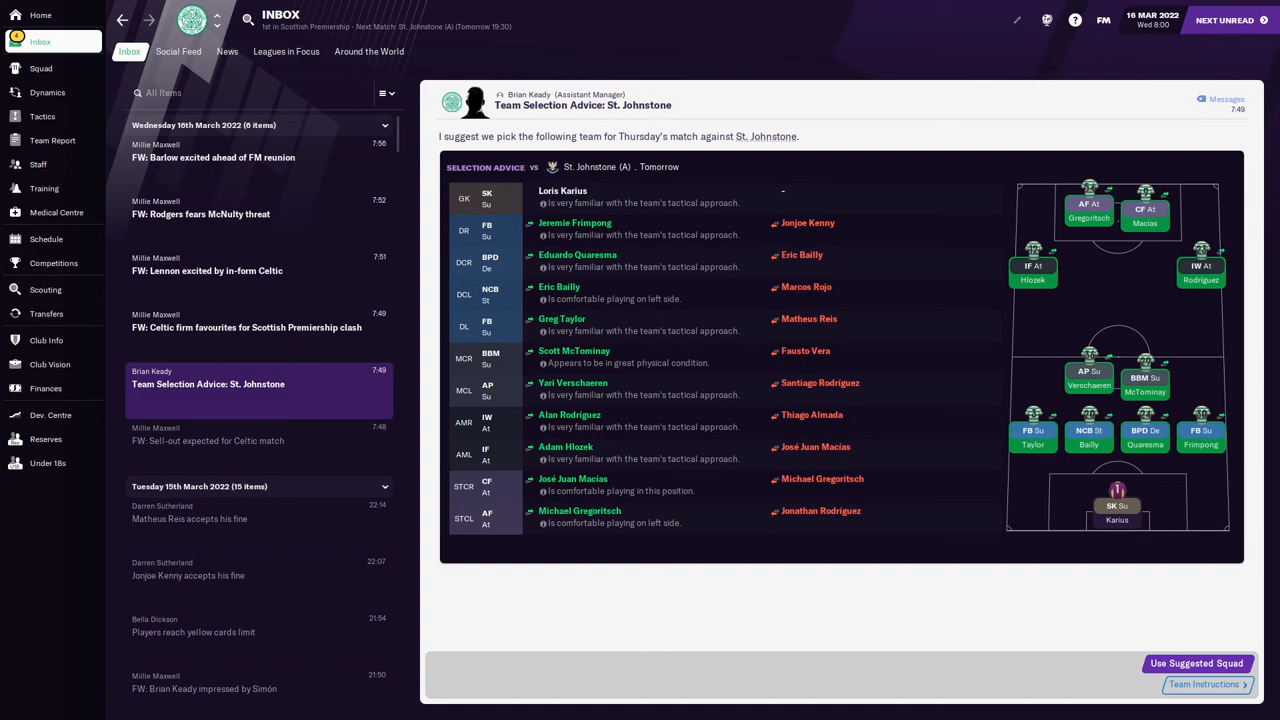 Home
4
Inbox
Squad
Dynamics
Tactics
Team Report
Staff
Training
Medical Centre
Schedule
Competitions
Scouting
Transfers
Club Info
Club Vision
Finances
Dev. Centre
Reserves
Under 18s
INBOX
1st in Scottish Premiership - Next Match: St. Johnstone (A) (Tomorrow 19:30)
FM
16 MAR 2022
Wed 8:00
NEXT UNREAD
Inbox Social Feed News Leagues in Focus Around the World
All Items
Wednesday 16th March 2022 (6 items)
Millie Maxwell 7:56
FW: Barlow excited ahead of FM reunion
Millie Maxwell 7:52
FW: Rodgers fears McNulty threat
Millie Maxwell 7:51
FW: Lennon excited by in-form Celtic
Millie Maxwell 7:49
FW: Celtic firm favourites for Scottish Premiership clash
Brian Keady 7:49
Team Selection Advice: St. Johnstone
Millie Maxwell 7:48
FW: Sell-out expected for Celtic match
Tuesday 15th March 2022 (15 items)
Darren Sutherland 22:14
Matheus Reis accepts his fine
Darren Sutherland 22:07
Jonjoe Kenny accepts his fine
Bella Dickson 21:54
Players reach yellow cards limit
Millie Maxwell 21:50
FW: Brian Keady impressed by Simón
Brian Keady (Assistant Manager)
Team Selection Advice: St. Johnstone
Messages
7:49
I suggest we pick the following team for Thursday's match against St. Johnstone.
SELECTION ADVICE vs St. Johnstone (A) .. Tomorrow
GK SK Su Loris Karius -
Is very familiar with the team's tactical approach.
DR FB Su Jeremie Frimpong Jonjoe Kenny
Is very familiar with the team's tactical approach.
DCR BPD De Eduardo Quaresma Eric Bailly
Is very familiar with the team's tactical approach.
DCL NCB St Eric Bailly Marcos Rojo
Is comfortable playing on left side.
DL FB Su Greg Taylor Matheus Reis
Is very familiar with the team's tactical approach.
MCR BBM Su Scott McTominay Fausto Vera
Appears to be in great physical condition.
MCL AP Su Yari Verschaeren Santiago Rodríguez
Is very familiar with the team's tactical approach.
AMR IW At Alan Rodríguez Thiago Almada
Is very familiar with the team's tactical approach.
AML IF At Adam Hlozek José Juan Macías
Is very familiar with the team's tactical approach.
STCR CF At José Juan Macías Michael Gregoritsch
Is comfortable playing in this position.
STCL AF At Michael Gregoritsch Jonathan Rodríguez
Is comfortable playing on left side.
AF At CF At
Gregoritsch Macías
IF At IW At
Hlozek Rodríguez
AP Su BBM Su
Verschaeren McTominay
FB Su NCB St BPD De FB Su
Taylor Bailly Quaresma Frimpong
1
SK Su
Karius
Use Suggested Squad
Team Instructions